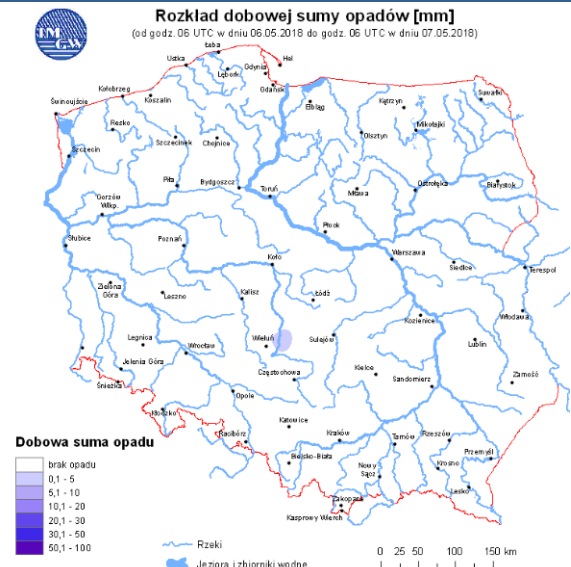 Rozkład dobowej sumy opadów [mm]
(od godz. 06 UTC w dniu 06.05.2018 do godz. 06 UTC w dniu 07.05.2018)
IMGW
Łeba
Hel
Ustka
Gdynia
Lębork
Gdańsk
Kołobrzeg
Koszalin
Świnoujście
Elbląg
Kętrzyn
Suwałki
Resko
Mikołajki
Olsztyn
Szczecinek
Chojnice
Szczecin
Piła
Bydgoszcz
Toruń
Mława
Ostrołęka
Białystok
Gorzów
Wlkp.
Płock
Słubice
Poznań
Koło
Warszawa
Siedlce
Terespol
Zielona
Góra
Leszno
Kalisz
Łódź
Kozienice
Włodawa
Legnica
Wrocław
Wieluń
Sulejów
Lublin
Jelenia Góra
Śnieżka
Częstochowa
Kielce
Sandomierz
Zamość
Opole
Kłodzko
Katowice
Racibórz
Kraków
Tarnów
Rzeszów
Przemyśl
Bielsko-Biała
Nowy
Sącz
Krosno
Lesko
Zakopane
Kasprowy Wierch
Dobowa suma opadu
brak opadu
0,1 - 5
5,1 - 10
10,1 - 20
20,1 - 30
30,1 - 50
50,1 - 100
Rzeki
Jeziora i zbiorniki wodne
0 25 50 100 150 km